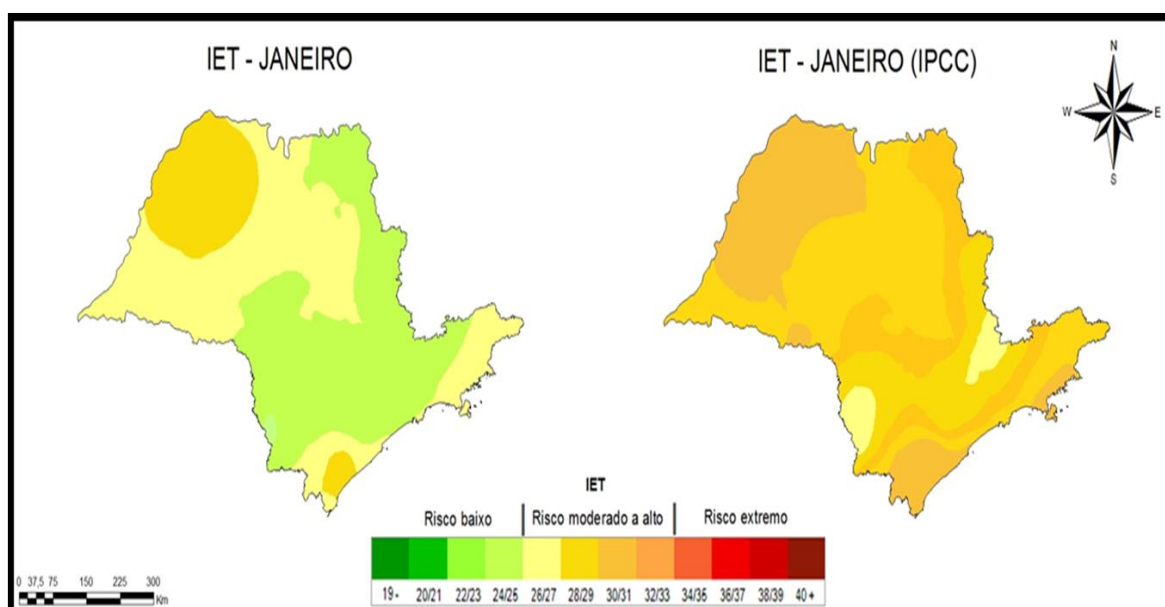 IET - JANEIRO
IET - JANEIRO (IPCC)
N
W E
S
IET
Risco baixo Risco moderado a alto Risco extremo
19 - 20/21 22/23 24/25 26/27 28/29 30/31 32/33 34/35 36/37 38/39 40 +
0 37,5 75 150 225 300
Km